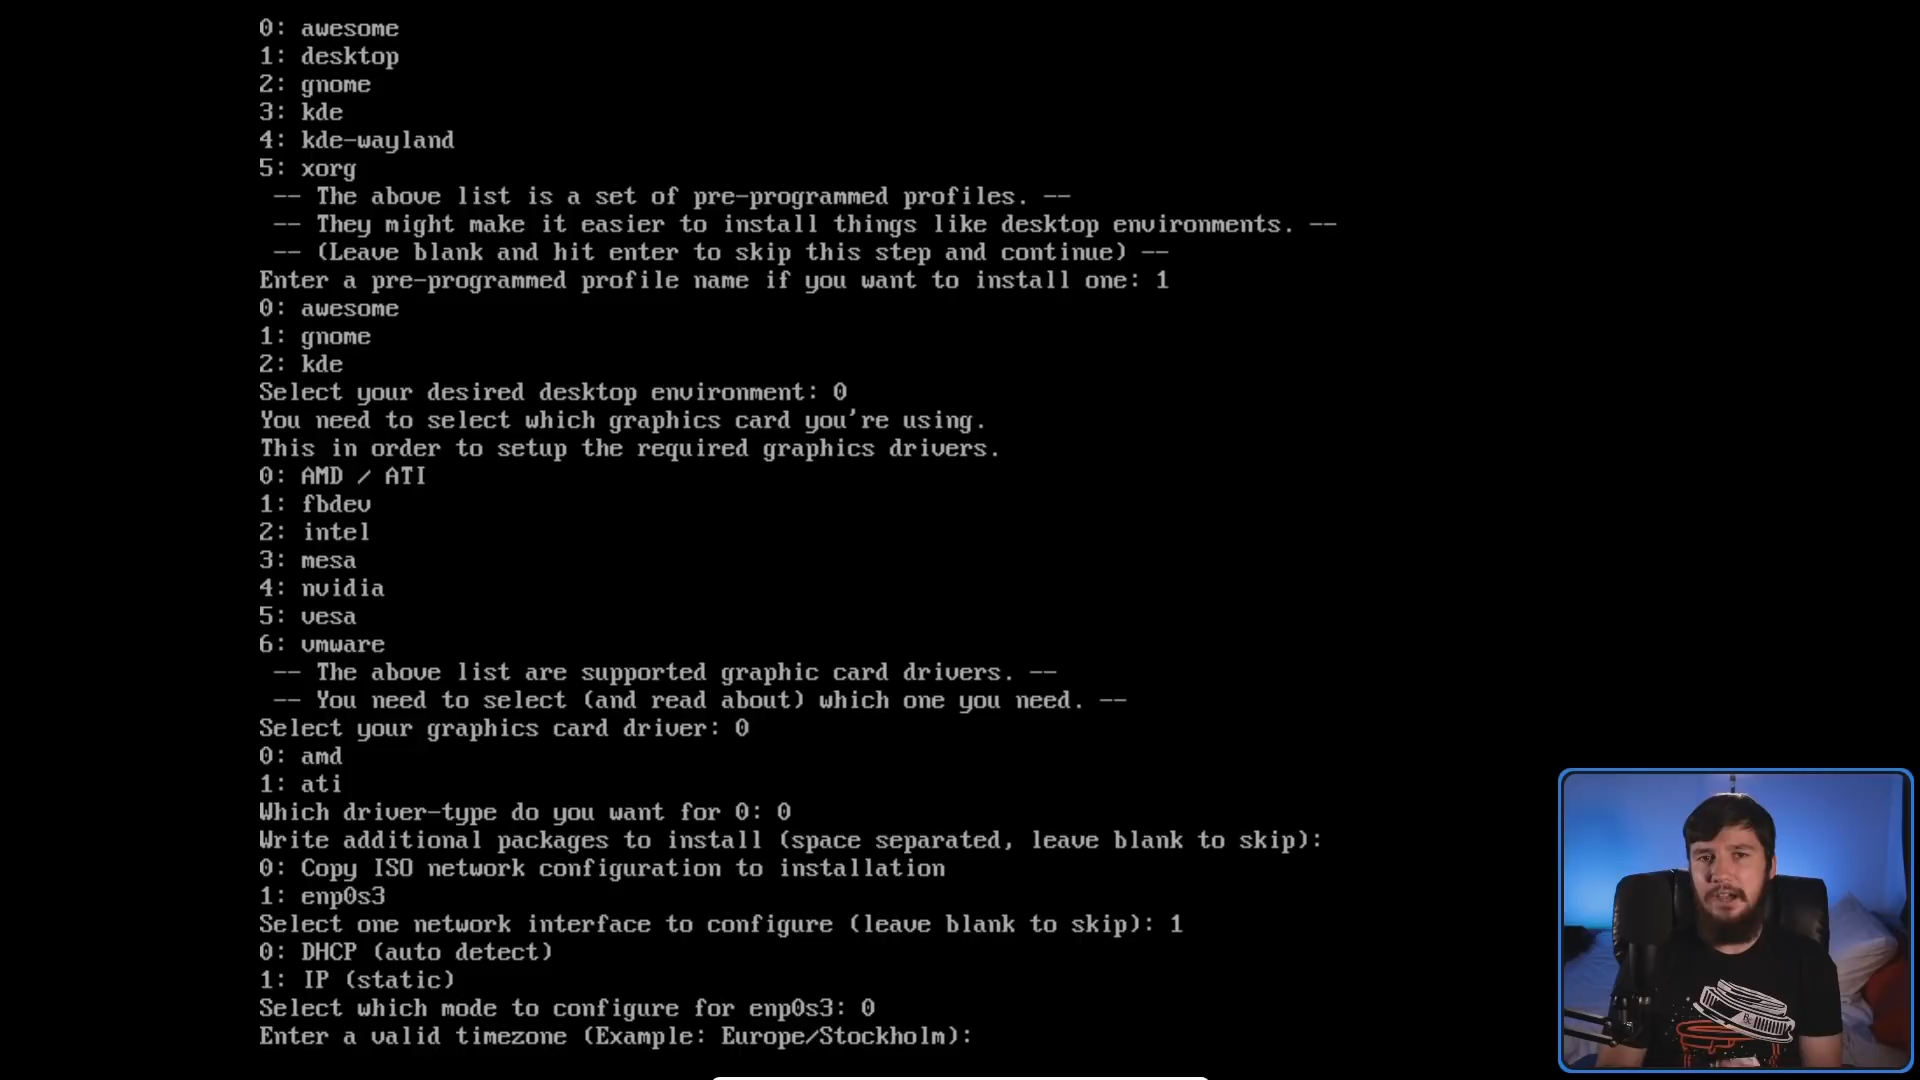 0: awesome
1: desktop
2: gnome
3: kde
4: kde-wayland
5: xorg
-- The above list is a set of pre-programmed profiles. --
-- They might make it easier to install things like desktop environments. --
-- (Leave blank and hit enter to skip this step and continue) --
Enter a pre-programmed profile name if you want to install one: 1
0: awesome
1: gnome
2: kde
Select your desired desktop environment: 0
You need to select which graphics card you're using.
This in order to setup the required graphics drivers.
0: AMD / ATI
1: fbdev
2: intel
3: mesa
4: nvidia
5: vesa
6: vmware
-- The above list are supported graphic card drivers. --
-- You need to select (and read about) which one you need. --
Select your graphics card driver: 0
0: amd
1: ati
Which driver-type do you want for 0: 0
Write additional packages to install (space separated, leave blank to skip):
0: Copy ISO network configuration to installation
1: enp0s3
Select one network interface to configure (leave blank to skip): 1
0: DHCP (auto detect)
1: IP (static)
Select which mode to configure for enp0s3: 0
Enter a valid timezone (Example: Europe/Stockholm):